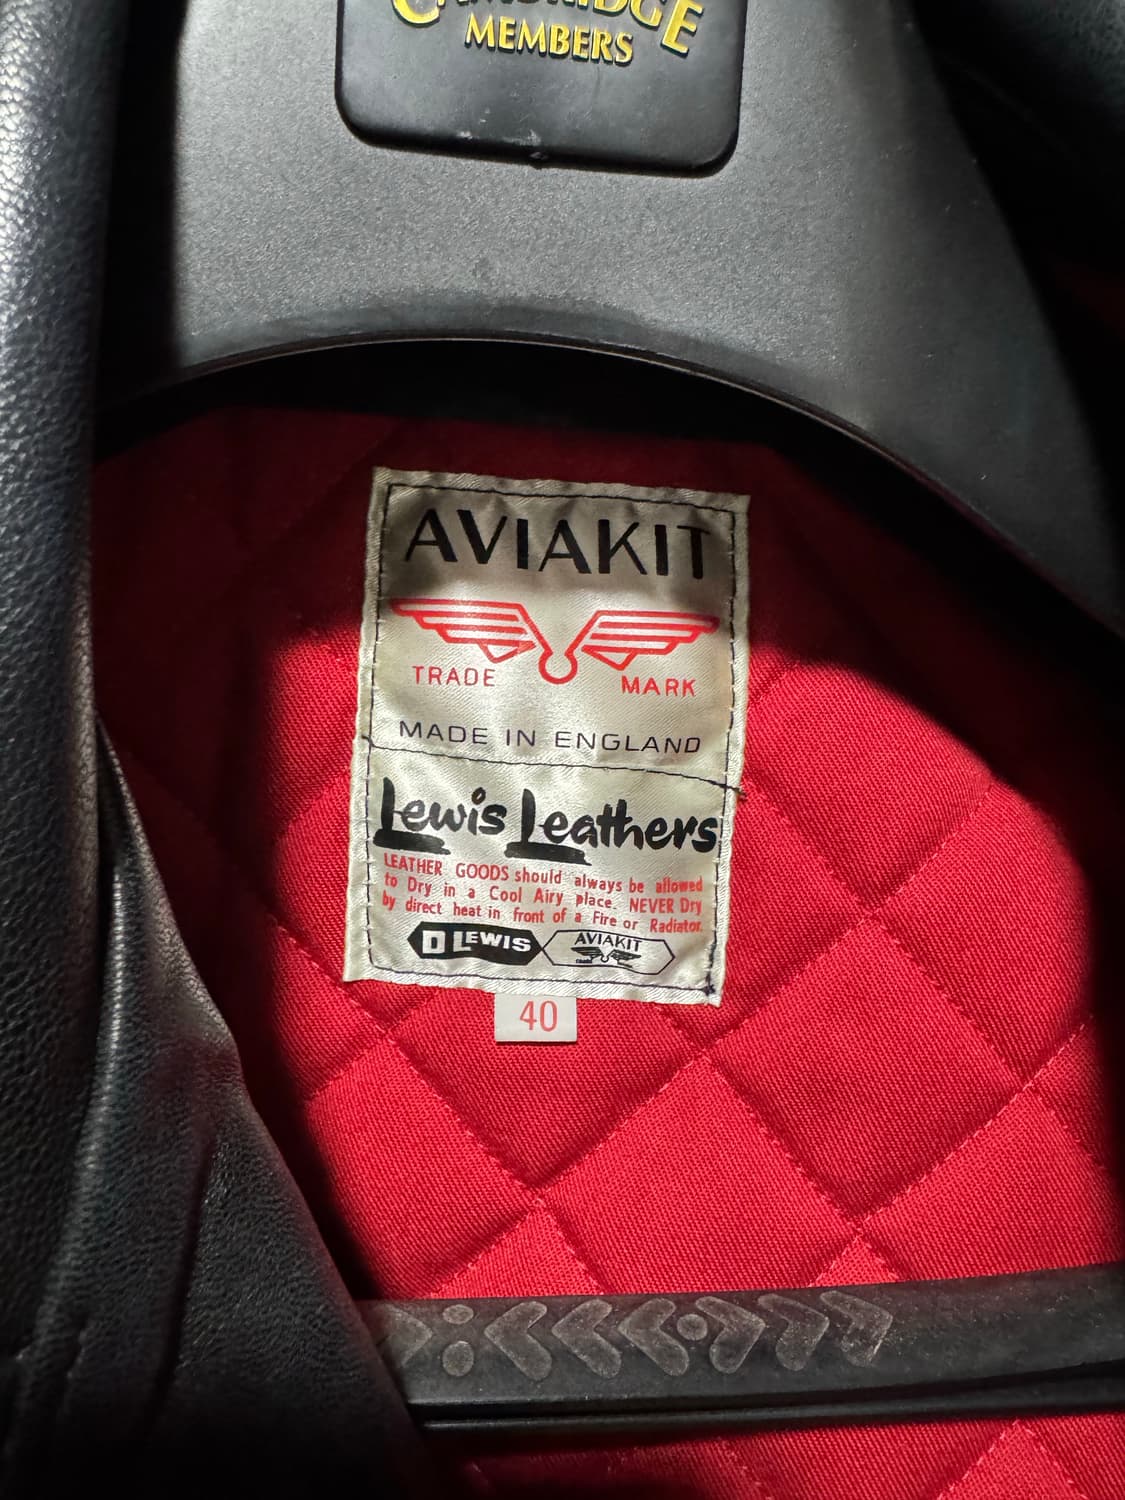 CAMBRIDGE
MEMBERS
AVIAKIT
TRADE MARK
MADE IN ENGLAND
Lewis Leathers
LEATHER GOODS should always be allowed
to Dry in a Cool Airy place. NEVER Dry
by direct heat in front of a Fire or Radiator.
D LEWIS AVIAKIT
40